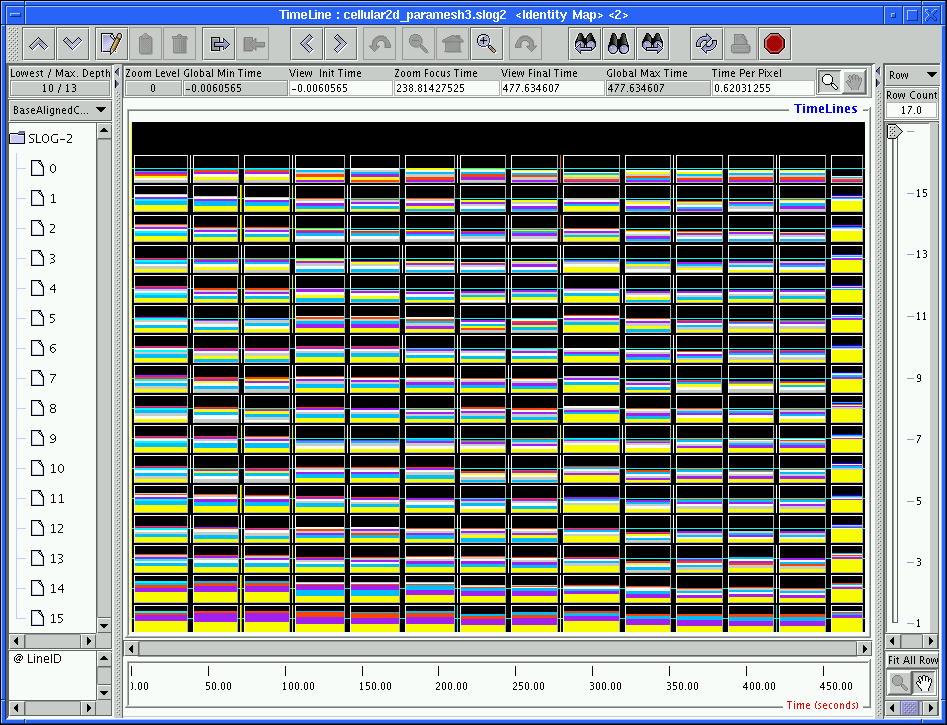 TimeLine : cellular2d_paramesh3.slog2 <Identity Map> <2>
Lowest / Max. Depth
10 / 13
Zoom Level Global Min Time View Init Time Zoom Focus Time View Final Time Global Max Time Time Per Pixel
0 -0.0060565 -0.0060565 238.81427525 477.634607 477.634607 0.62031255
Row
Row Count
17.0
BaseAlignedC...
TimeLines
SLOG-2
0
1
2
3
4
5
6
7
8
9
10
11
12
13
14
15
15
13
11
9
7
5
3
1
@ LineID
Fit All Row
0.00 50.00 100.00 150.00 200.00 250.00 300.00 350.00 400.00 450.00
Time (seconds)